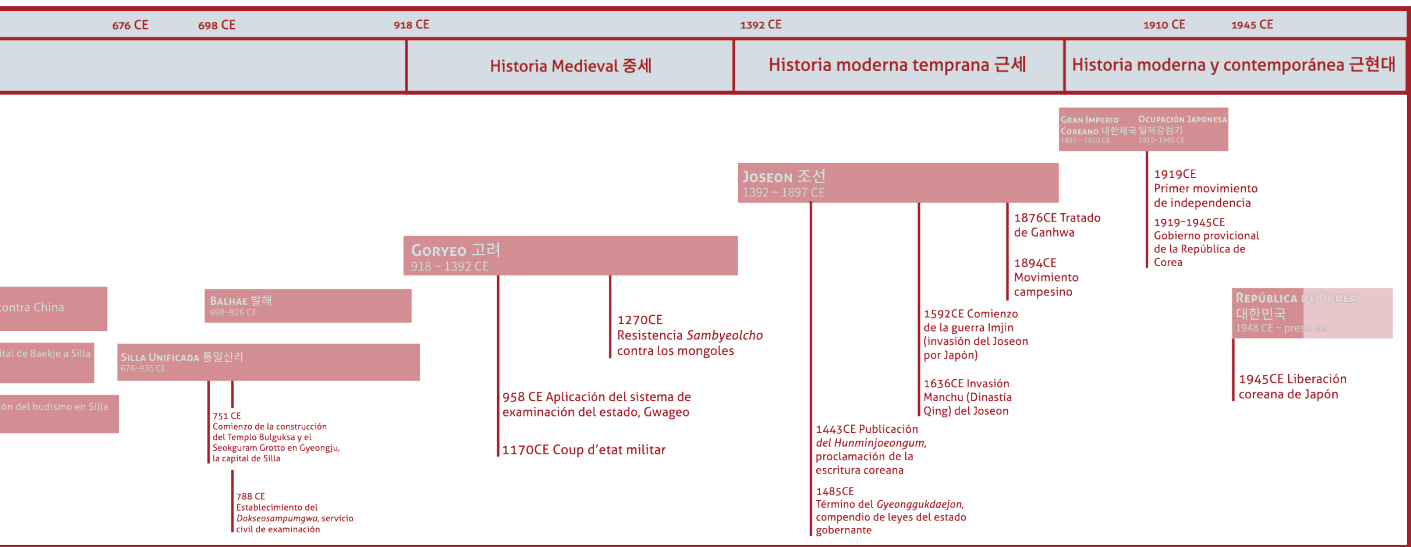 676 CE
698 CE
918 CE
1392 CE
1910 CE
1945 CE
Historia Medieval 중세
Historia moderna temprana 근세
Historia moderna y contemporánea 근현대
Gran Imperio
Coreano 대한제국
1897 ~ 1910 CE
Ocupación Japonesa
일제강점기
1910~1945 CE
1919CE
Primer movimiento
de independencia
1919-1945CE
Gobierno provicional
de la República de
Corea
Joseon 조선
1392 ~ 1897 CE
1876CE Tratado
de Ganhwa
1894CE
Movimiento
campesino
1592CE Comienzo
de la guerra Imjin
(invasión del Joseon
por Japón)
1636CE Invasión
Manchu (Dinastía
Qing) del Joseon
1443CE Publicación
del Hunminjoeongum,
proclamación de la
escritura coreana
1485CE
Término del Gyeonggukdaejon,
compendio de leyes del estado
gobernante
Goryeo 고려
918 ~ 1392 CE
1270CE
Resistencia Sambyeolcho
contra los mongoles
958 CE Aplicación del sistema de
examinación del estado, Gwageo
1170CE Coup d'etat militar
contra China
Balhae 발해
698~926 CE
ital de Baekje a Silla
Silla Unificada 통일신라
676~935 CE
ión del budismo en Silla
751 CE
Comienzo de la construcción
del Templo Bulguksa y el
Seokguram Grotto en Gyeongju,
la capital de Silla
788 CE
Establecimiento del
Dokseosampumgwa, servicio
civil de examinación
República de Corea
대한민국
1948 CE ~ presente
1945CE Liberación
coreana de Japón